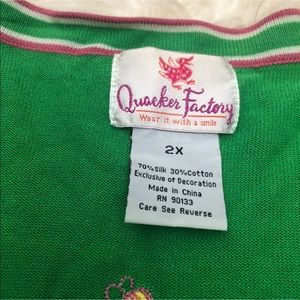 Quacker Factory
Wear it with a smile
2X
70%Silk 30%Cotton
Exclusive of Decoration
Made in China
RN 90133
Care See Reverse